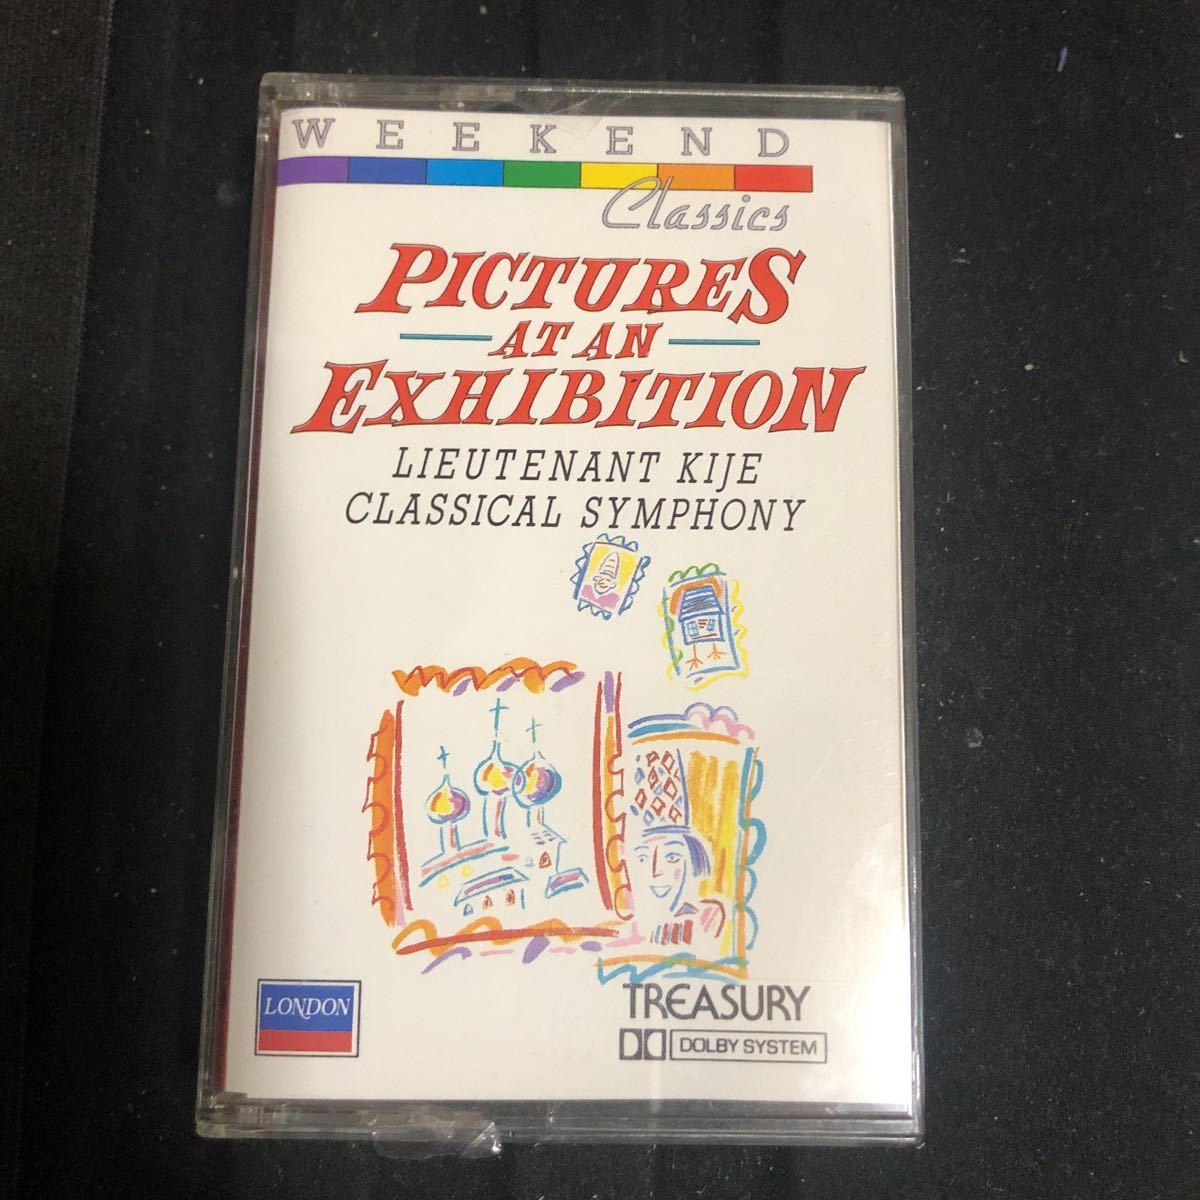 WEEKEND
Classics
PICTURES
AT AN
EXHIBITION
LIEUTENANT KIJE
CLASSICAL SYMPHONY
LONDON
TREASURY
DOLBY SYSTEM